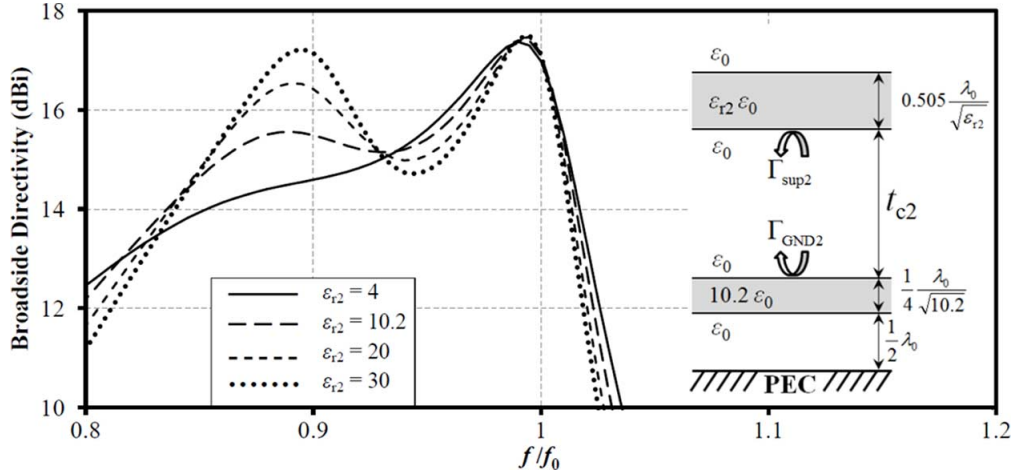 Broadside Directivity (dBi)
18
16
14
12
10
0.8
0.9
1
1.1
1.2
f/f₀
εr2 = 4
εr2 = 10.2
εr2 = 20
εr2 = 30
ε₀
εr2 ε₀
0.505 λ₀/√εr2
ε₀
Γsup2
tc2
ΓGND2
ε₀
10.2 ε₀
1/4 λ₀/√10.2
ε₀
1/2 λ₀
PEC